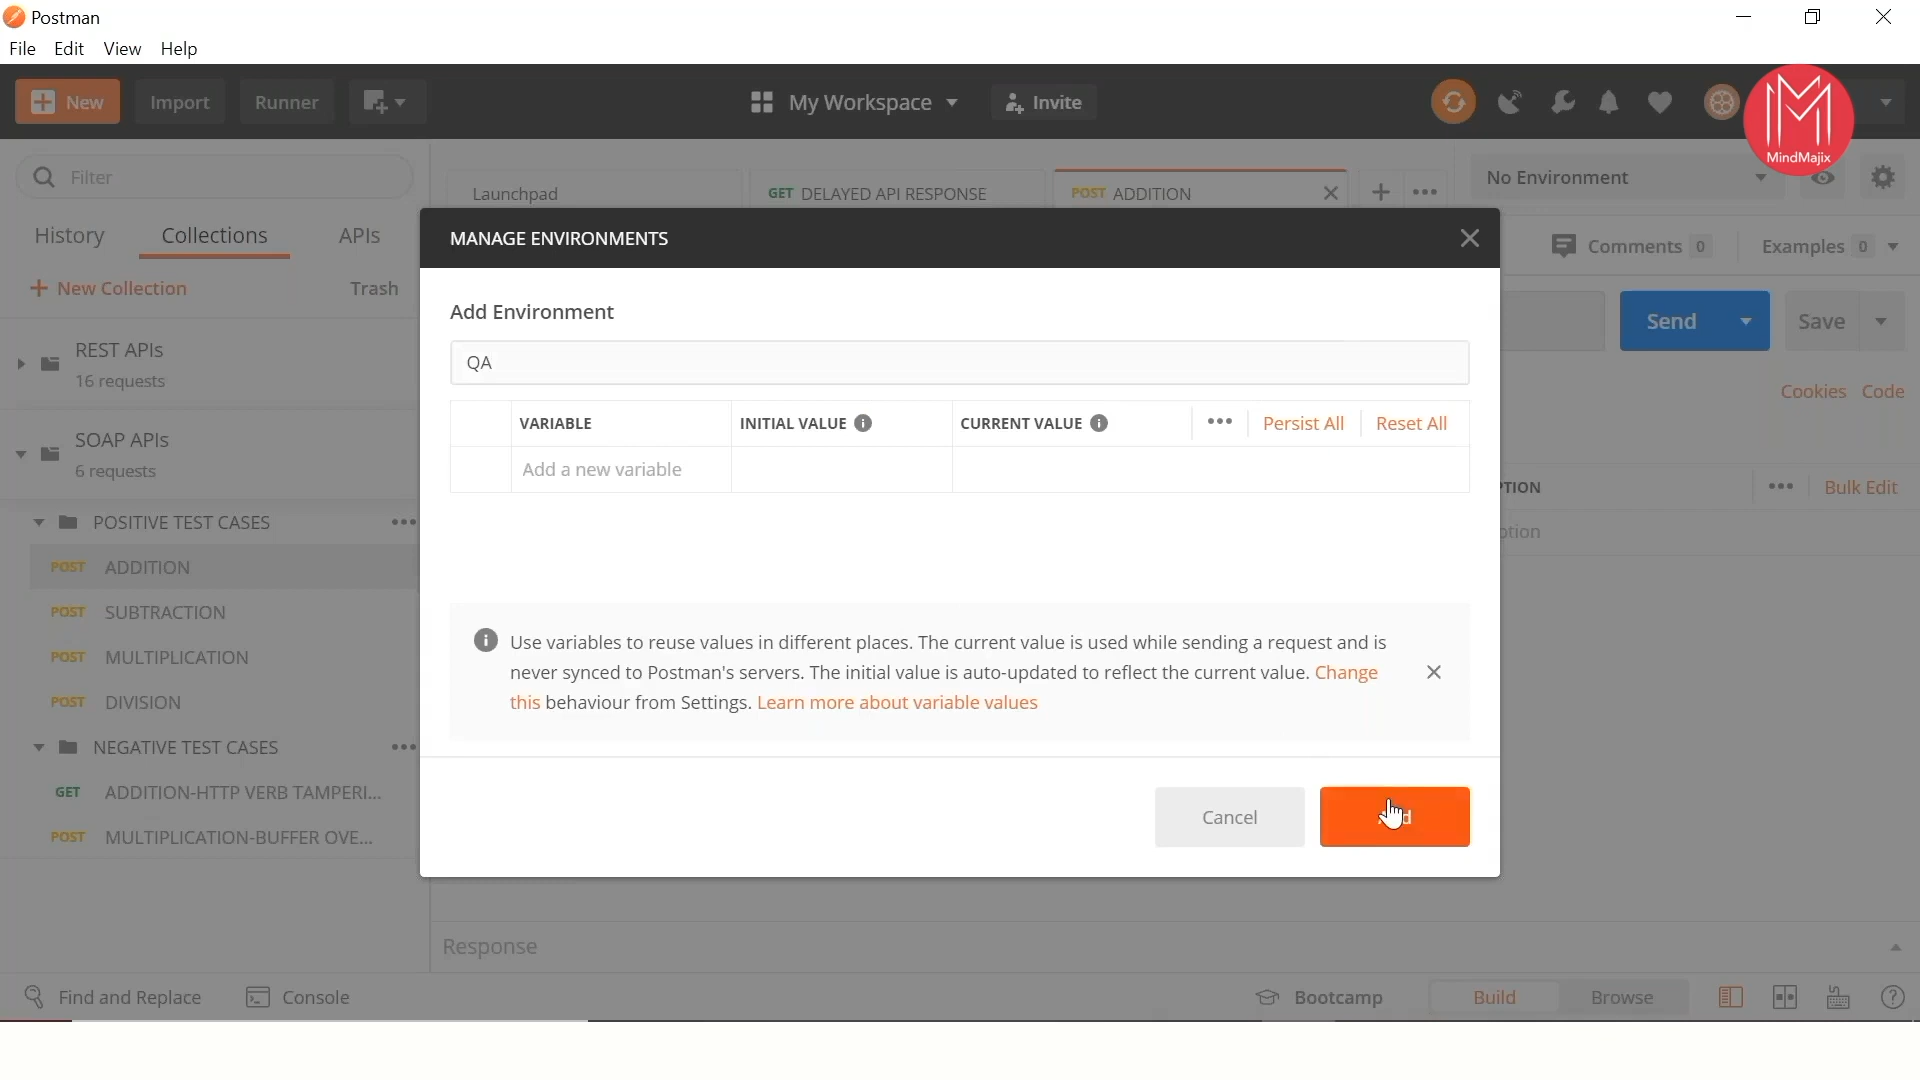 Postman
File Edit View Help
New Import Runner My Workspace Invite
MindMajix
Filter
Launchpad GET DELAYED API RESPONSE POST ADDITION No Environment
History Collections APIs
MANAGE ENVIRONMENTS
Comments 0 Examples 0
New Collection Trash
Add Environment
Send Save
REST APIs
16 requests
QA
Cookies Code
VARIABLE INITIAL VALUE CURRENT VALUE Persist All Reset All
SOAP APIs
6 requests
Add a new variable
Bulk Edit
POSITIVE TEST CASES
POST ADDITION
POST SUBTRACTION
POST MULTIPLICATION
POST DIVISION
NEGATIVE TEST CASES
GET ADDITION-HTTP VERB TAMPERI...
POST MULTIPLICATION-BUFFER OVE...
Use variables to reuse values in different places. The current value is used while sending a request and is
never synced to Postman's servers. The initial value is auto-updated to reflect the current value. Change
this behaviour from Settings. Learn more about variable values
Cancel
Response
Find and Replace Console Bootcamp Build Browse